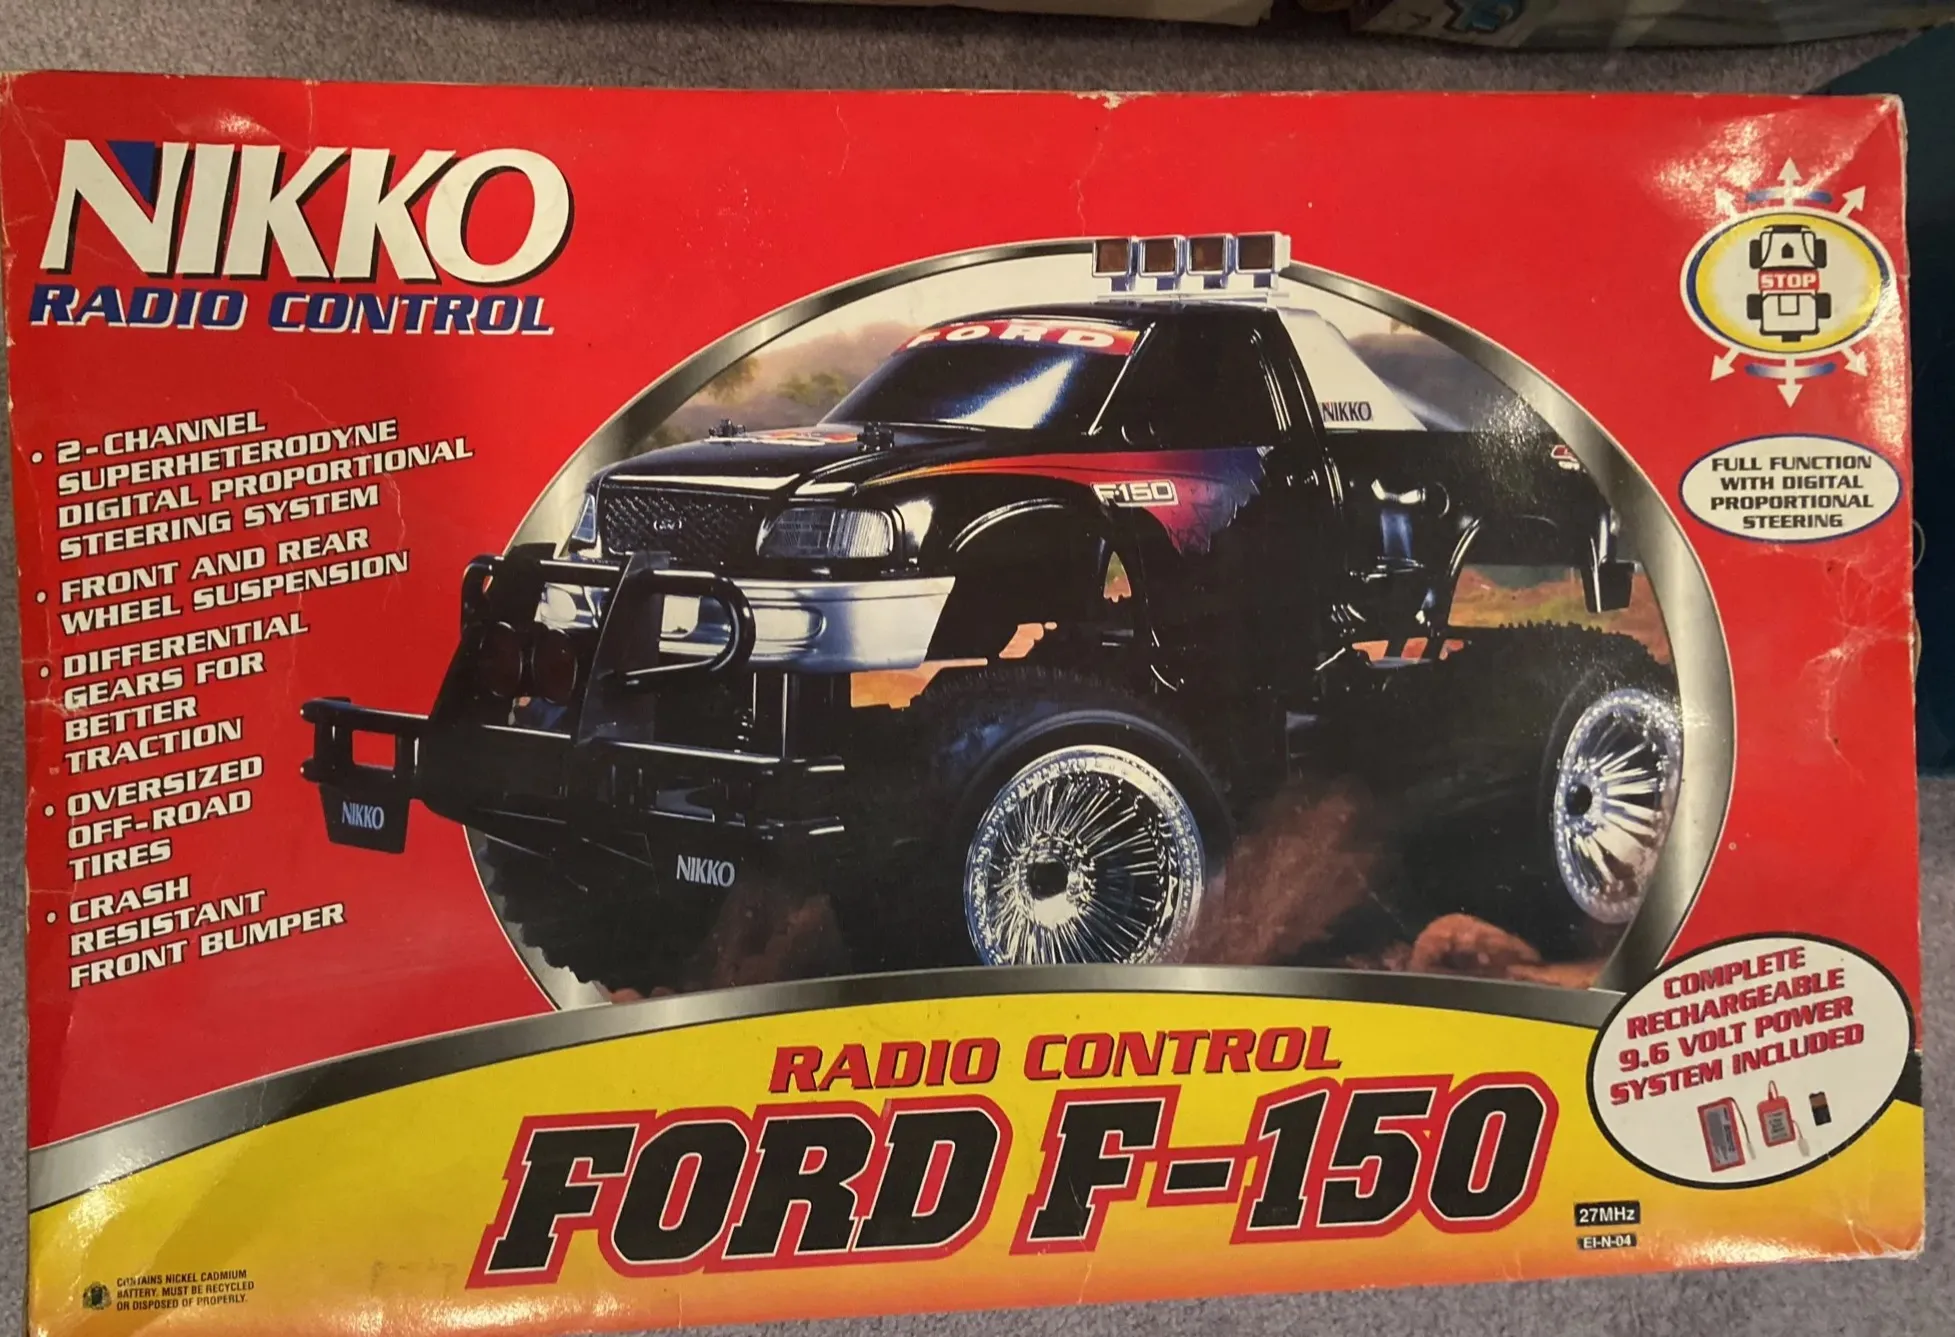 NIKKO
RADIO CONTROL
• 2-CHANNEL
SUPERHETERODYNE
DIGITAL PROPORTIONAL
STEERING SYSTEM
• FRONT AND REAR
WHEEL SUSPENSION
• DIFFERENTIAL
GEARS FOR
BETTER
TRACTION
• OVERSIZED
OFF-ROAD
TIRES
• CRASH
RESISTANT
FRONT BUMPER
FORD
NIKKO
F-150
NIKKO
NIKKO
STOP
FULL FUNCTION
WITH DIGITAL
PROPORTIONAL
STEERING
COMPLETE
RECHARGEABLE
9.6 VOLT POWER
SYSTEM INCLUDED
RADIO CONTROL
FORD F-150
27MHz
EI-N-04
CONTAINS NICKEL CADMIUM
BATTERY. MUST BE RECYCLED
OR DISPOSED OF PROPERLY.